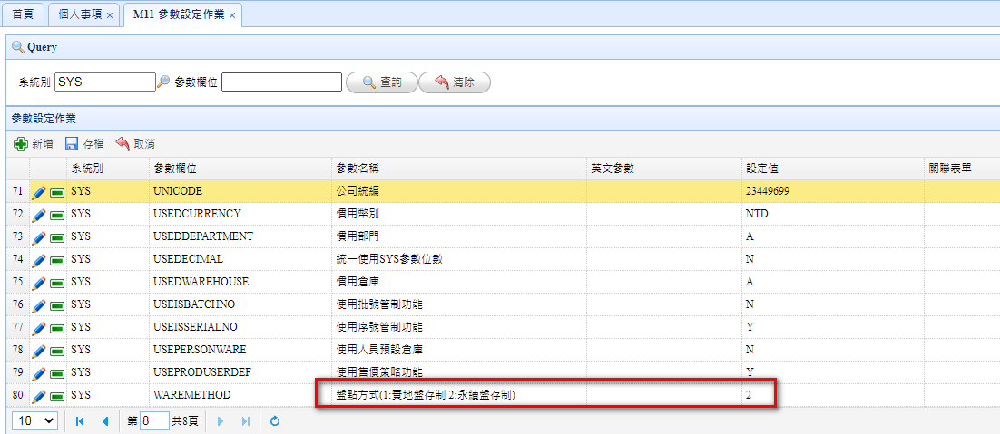 首頁 個人事項 × M11 參數設定作業 ×
Query
系統別 SYS 參數欄位 查詢 清除
參數設定作業
新增 存檔 取消
系統別 參數欄位 參數名稱 英文參數 設定值 關聯表單
71 SYS UNICODE 公司統編 23449699
72 SYS USEDCURRENCY 慣用幣別 NTD
73 SYS USEDDEPARTMENT 慣用部門 A
74 SYS USEDECIMAL 統一使用SYS參數位數 N
75 SYS USEDWAREHOUSE 慣用倉庫 A
76 SYS USEISBATCHNO 使用批號管制功能 N
77 SYS USEISSERIALNO 使用序號管制功能 Y
78 SYS USEPERSONWARE 使用人員預設倉庫 N
79 SYS USEPRODUSERDEF 使用售價策略功能 Y
80 SYS WAREMETHOD 盤點方式(1:實地盤存制 2:永續盤存制) 2
10 第 8 共8頁